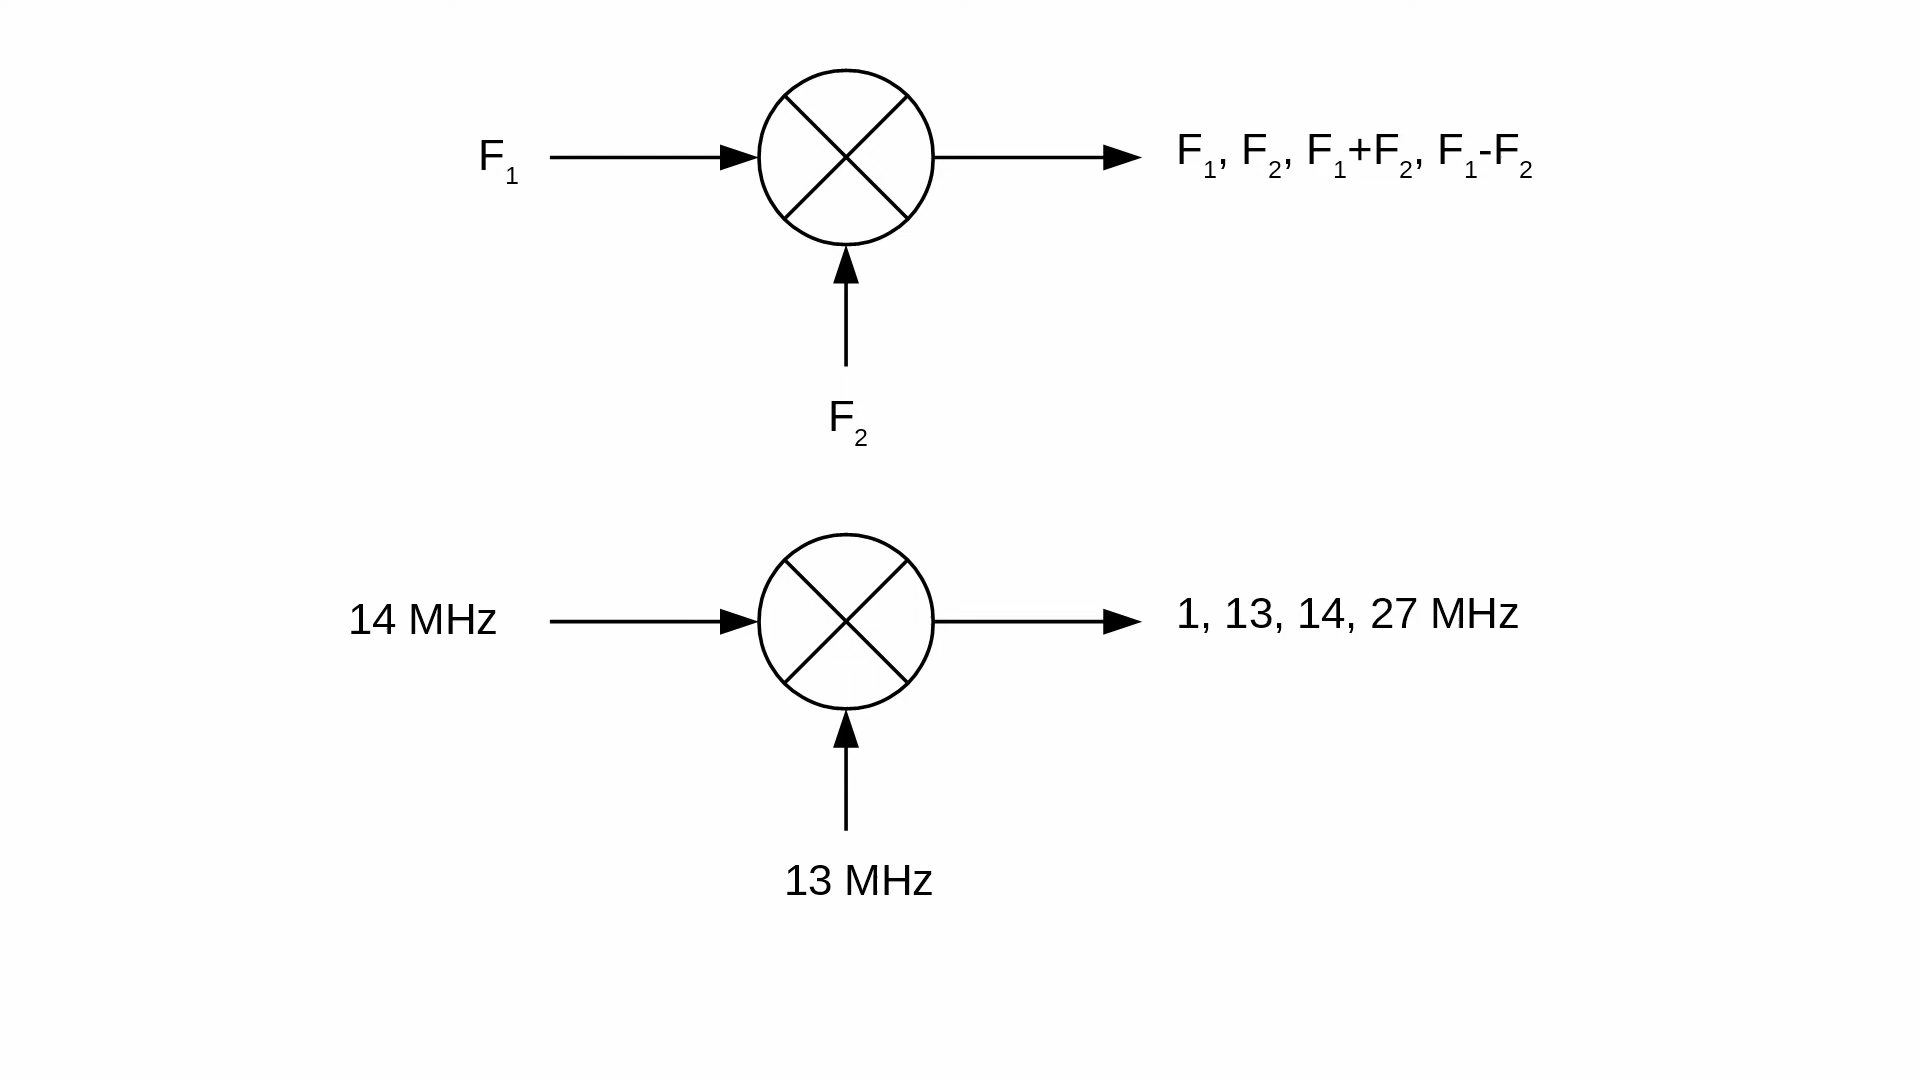 F₁
F₁, F₂, F₁+F₂, F₁-F₂
F₂
14 MHz
1, 13, 14, 27 MHz
13 MHz